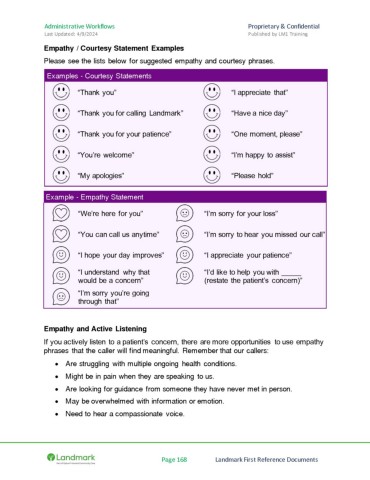 Administrative Workflows Proprietary & Confidential
Last Updated: 4/8/2024 Published by LM1 Training
Empathy / Courtesy Statement Examples
Please see the lists below for suggested empathy and courtesy phrases.
Examples - Courtesy Statements
“Thank you” “I appreciate that”
“Thank you for calling Landmark” “Have a nice day”
“Thank you for your patience” “One moment, please”
“You’re welcome” “I’m happy to assist”
“My apologies” “Please hold”
Example - Empathy Statement
“We’re here for you” “I’m sorry for your loss”
“You can call us anytime” “I’m sorry to hear you missed our call”
“I hope your day improves” “I appreciate your patience”
“I understand why that “I’d like to help you with _____
would be a concern” (restate the patient’s concern)”
“I’m sorry you’re going
through that”
Empathy and Active Listening
If you actively listen to a patient’s concern, there are more opportunities to use empathy
phrases that the caller will find meaningful. Remember that our callers:
• Are struggling with multiple ongoing health conditions.
• Might be in pain when they are speaking to us.
• Are looking for guidance from someone they have never met in person.
• May be overwhelmed with information or emotion.
• Need to hear a compassionate voice.
Landmark Page 168 Landmark First Reference Documents